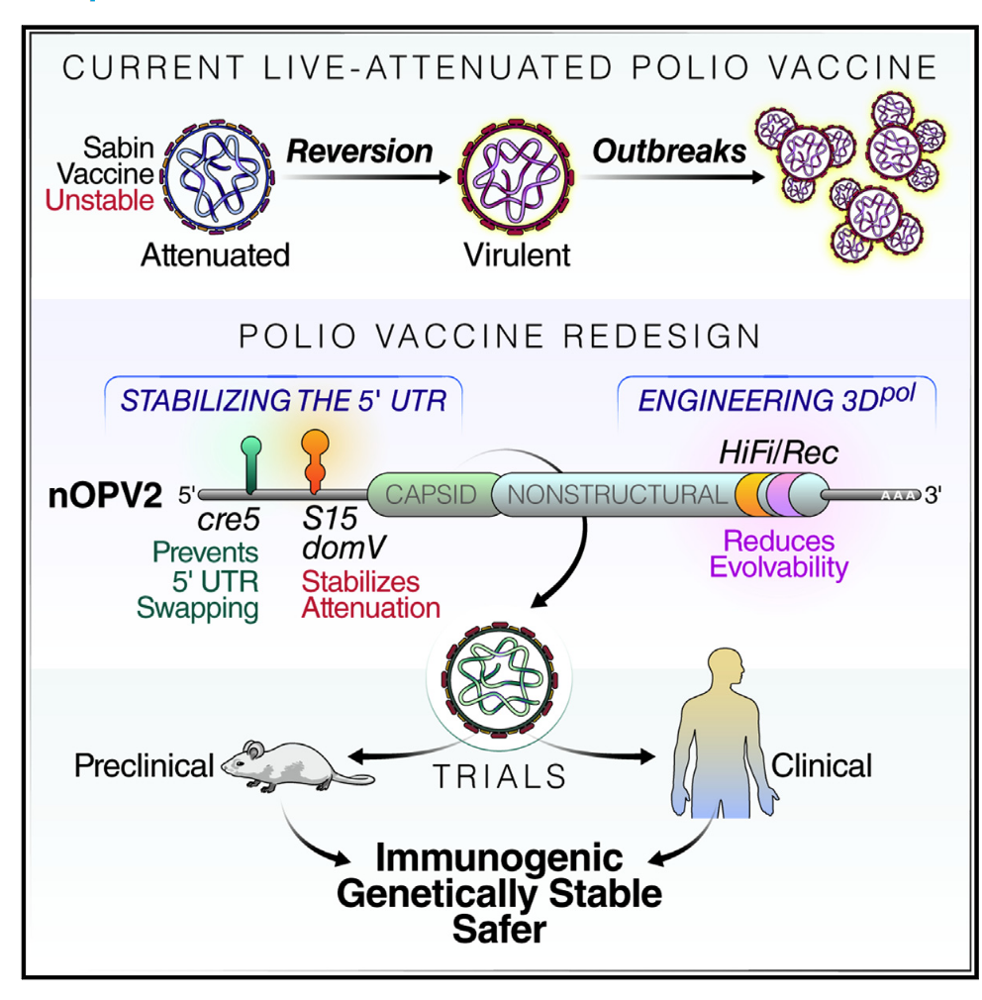 CURRENT LIVE-ATTENUATED POLIO VACCINE
Sabin
Vaccine
Unstable
Reversion
Outbreaks
Attenuated
Virulent
POLIO VACCINE REDESIGN
STABILIZING THE 5' UTR
ENGINEERING 3Dpol
HiFi/Rec
nOPV2
5'
CAPSID
NONSTRUCTURAL
AAA
3'
cre5
Prevents
5' UTR
Swapping
S15
domV
Stabilizes
Attenuation
Reduces
Evolvability
Preclinical
TRIALS
Clinical
Immunogenic
Genetically Stable
Safer